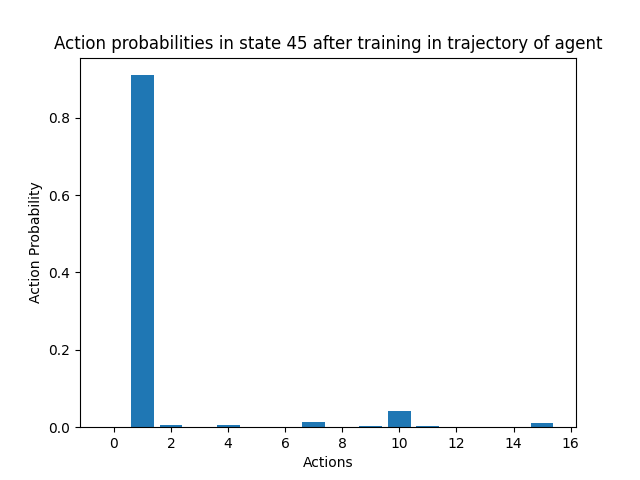 Action probabilities in state 45 after training in trajectory of agent
Action Probability
0.8
0.6
0.4
0.2
0.0
0 2 4 6 8 10 12 14 16
Actions